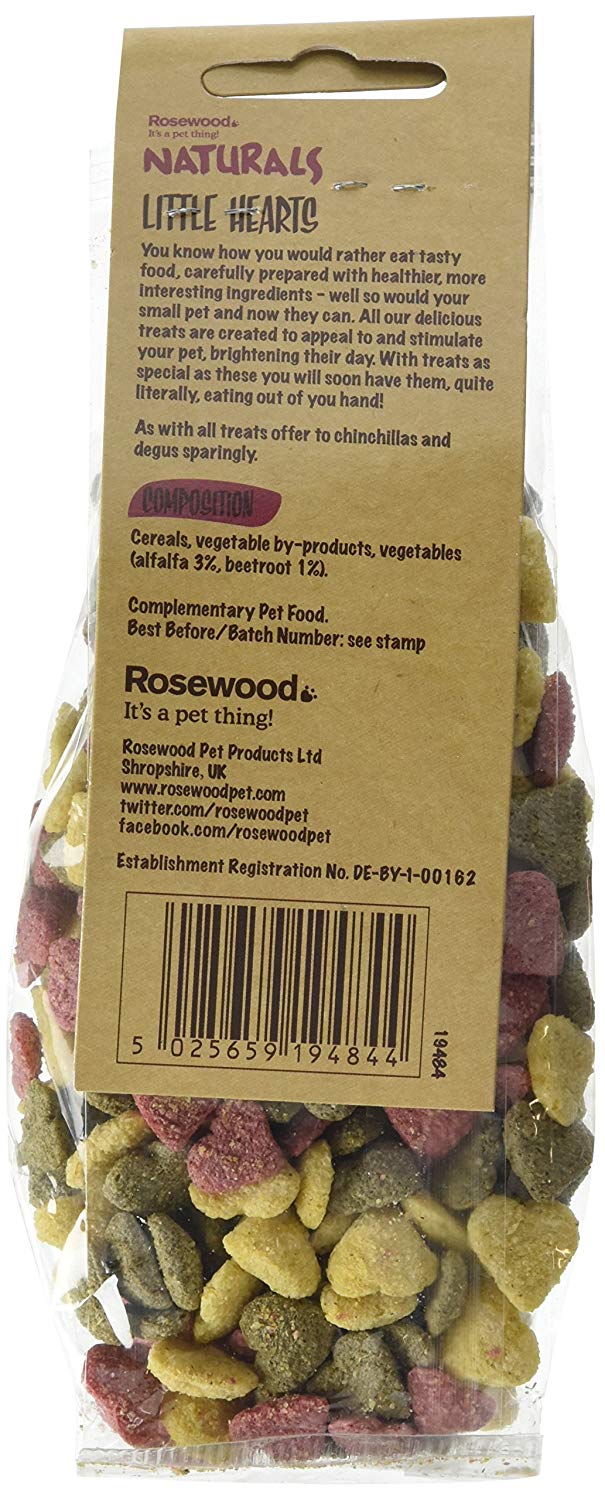 Rosewood
It's a pet thing!
NATURALS
LITTLE HEARTS
You know how you would rather eat tasty
food, carefully prepared with healthier, more
interesting ingredients – well so would your
small pet and now they can. All our delicious
treats are created to appeal to and stimulate
your pet, brightening their day. With treats as
special as these you will soon have them, quite
literally, eating out of you hand!
As with all treats offer to chinchillas and
degus sparingly.
COMPOSITION
Cereals, vegetable by-products, vegetables
(alfalfa 3%, beetroot 1%).
Complementary Pet Food.
Best Before/Batch Number: see stamp
Rosewood
It's a pet thing!
Rosewood Pet Products Ltd
Shropshire, UK
www.rosewoodpet.com
twitter.com/rosewoodpet
facebook.com/rosewoodpet
Establishment Registration No. DE-BY-1-00162
5 025659 194844
19484